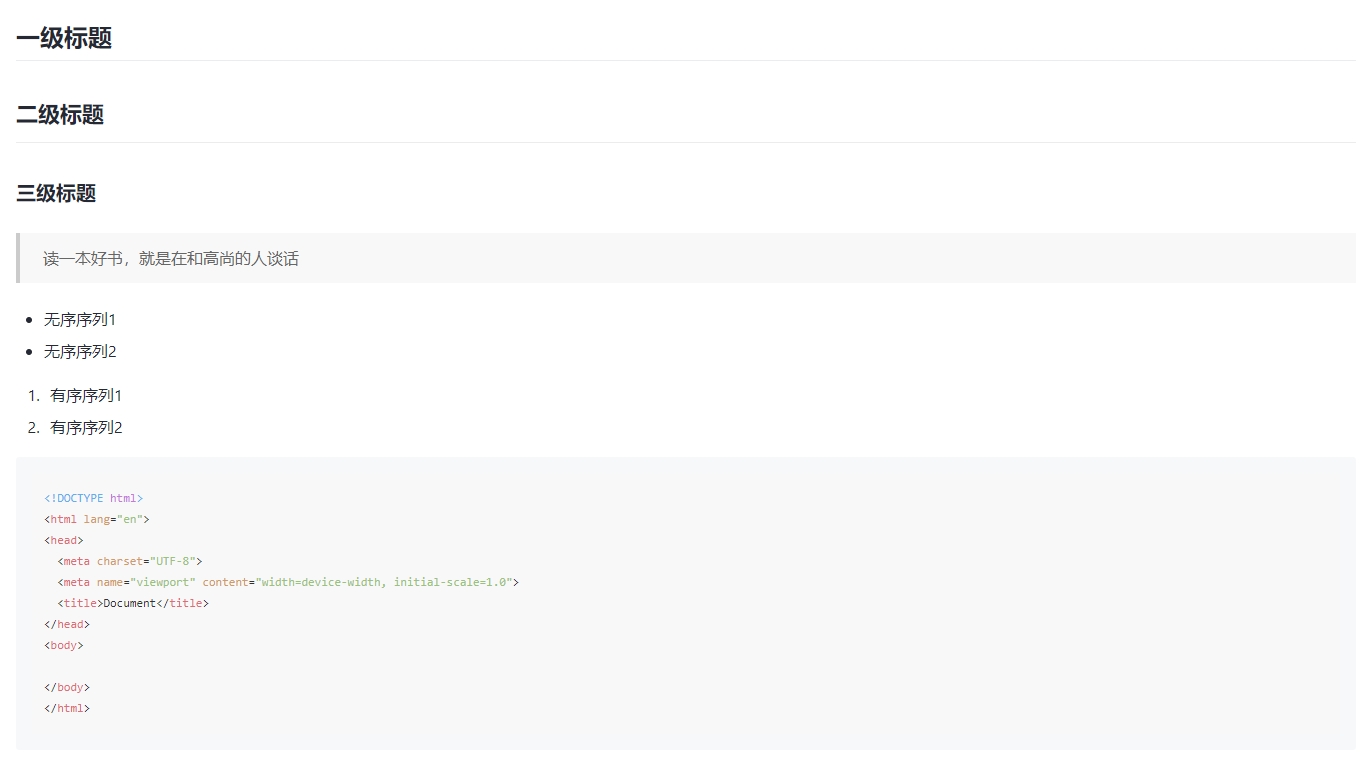 一级标题
二级标题
三级标题
读一本好书，就是在和高尚的人谈话
• 无序序列1
• 无序序列2
1. 有序序列1
2. 有序序列2
<!DOCTYPE html>
<html lang="en">
<head>
  <meta charset="UTF-8">
  <meta name="viewport" content="width=device-width, initial-scale=1.0">
  <title>Document</title>
</head>
<body>

</body>
</html>